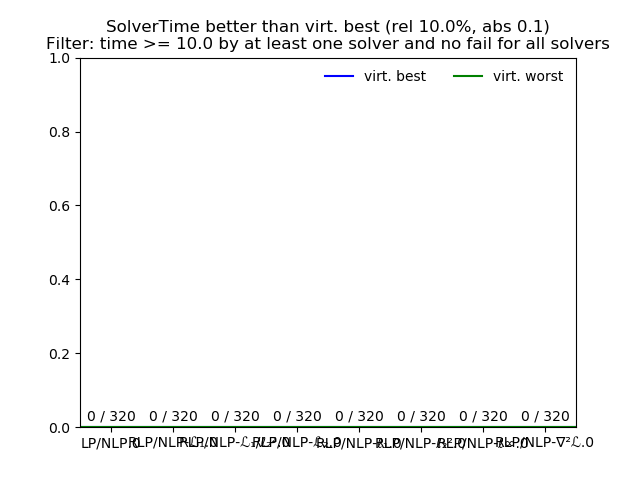 SolverTime better than virt. best (rel 10.0%, abs 0.1)
Filter: time >= 10.0 by at least one solver and no fail for all solvers
1.0
virt. best virt. worst
0.8
0.6
0.4
0.2
0 / 320 0 / 320 0 / 320 0 / 320 0 / 320 0 / 320 0 / 320 0 / 320
0.0
LP/NLP.0